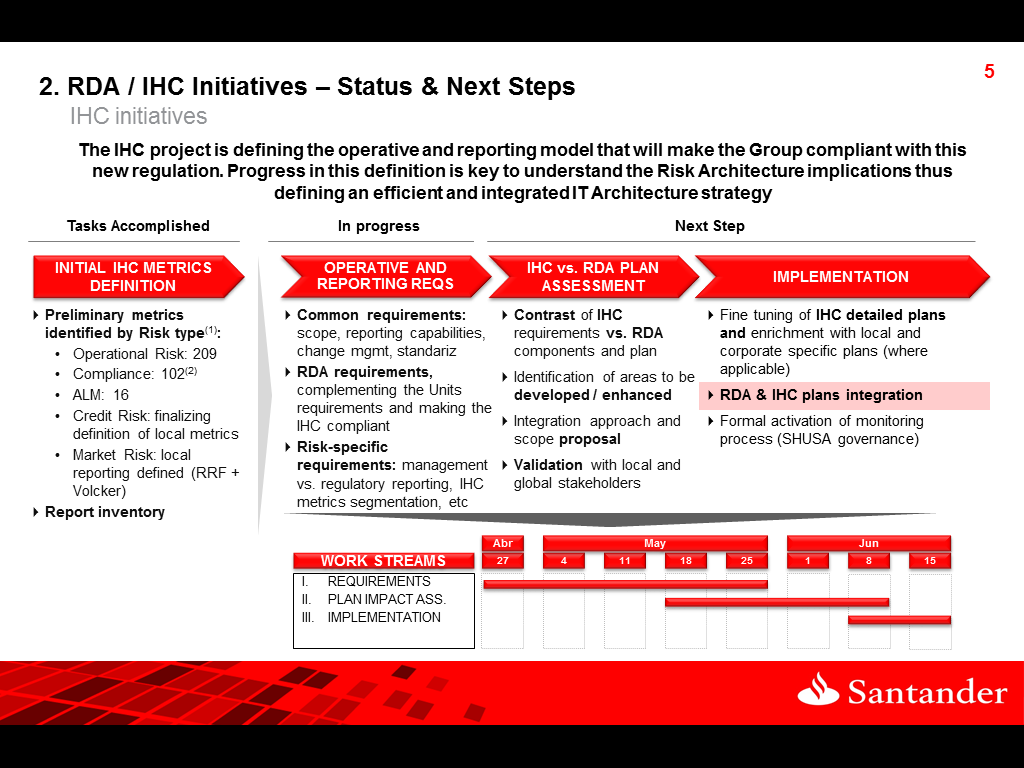 5
2. RDA / IHC Initiatives – Status & Next Steps
IHC initiatives
The IHC project is defining the operative and reporting model that will make the Group compliant with this
new regulation. Progress in this definition is key to understand the Risk Architecture implications thus
defining an efficient and integrated IT Architecture strategy
Tasks Accomplished
In progress
Next Step
INITIAL IHC METRICS
DEFINITION
OPERATIVE AND
REPORTING REQS
IHC vs. RDA PLAN
ASSESSMENT
IMPLEMENTATION
Preliminary metrics
identified by Risk type(1):
• Operational Risk: 209
• Compliance: 102(2)
• ALM: 16
• Credit Risk: finalizing
definition of local metrics
• Market Risk: local
reporting defined (RRF +
Volcker)
Report inventory
Common requirements:
scope, reporting capabilities,
change mgmt, standariz
RDA requirements,
complementing the Units
requirements and making the
IHC compliant
Risk-specific
requirements: management
vs. regulatory reporting, IHC
metrics segmentation, etc
Contrast of IHC
requirements vs. RDA
components and plan
Identification of areas to be
developed / enhanced
Integration approach and
scope proposal
Validation with local and
global stakeholders
Fine tuning of IHC detailed plans
and enrichment with local and
corporate specific plans (where
applicable)
RDA & IHC plans integration
Formal activation of monitoring
process (SHUSA governance)
Abr
May
Jun
WORK STREAMS
27
4
11
18
25
1
8
15
I. REQUIREMENTS
II. PLAN IMPACT ASS.
III. IMPLEMENTATION
Santander